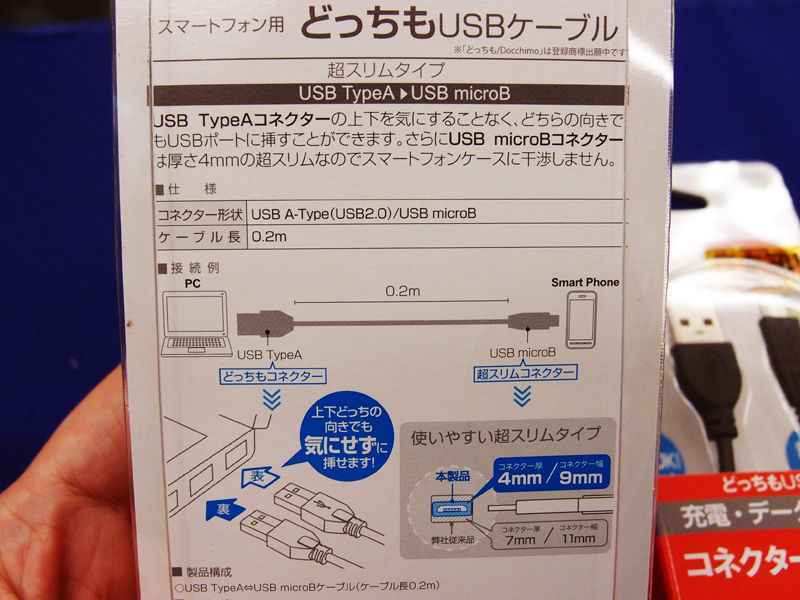 スマートフォン用 どっちもUSBケーブル
※「どっちも/Docchimo」は登録商標出願中です
超スリムタイプ
USB TypeA▶USB microB
USB TypeAコネクターの上下を気にすることなく、どちらの向きで
もUSBポートに挿すことができます。さらにUSB microBコネクター
は厚さ4mmの超スリムなのでスマートフォンケースに干渉しません。
■仕 様
コネクター形状 USB A-Type(USB2.0)/USB microB
ケーブル長 0.2m
■接続例
PC
0.2m
Smart Phone
USB TypeA
USB microB
どっちもコネクター
超スリムコネクター
上下どっちの
向きでも
気にせずに
挿せます!
表
裏
使いやすい超スリムタイプ
本製品
コネクター厚 コネクター幅
4mm/9mm
弊社従来品
コネクター厚 コネクター幅
7mm/11mm
■製品構成
○USB TypeA⇔USB microBケーブル(ケーブル長0.2m)
OK!
どっちもUS
充電・デー
コネクター